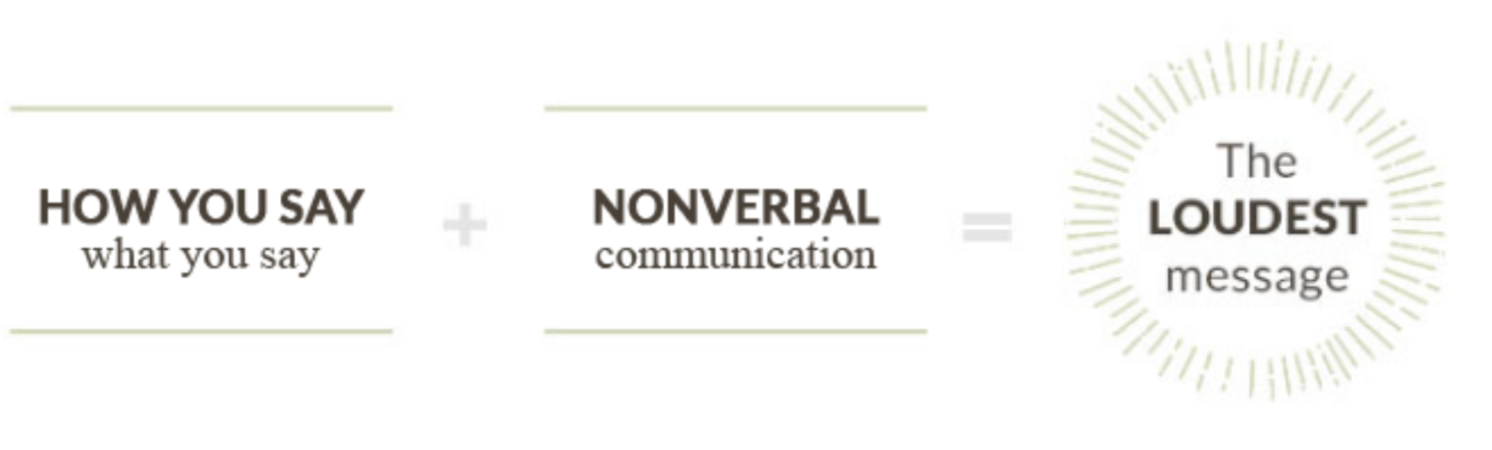 HOW YOU SAY
what you say
+
NONVERBAL
communication
=
The
LOUDEST
message